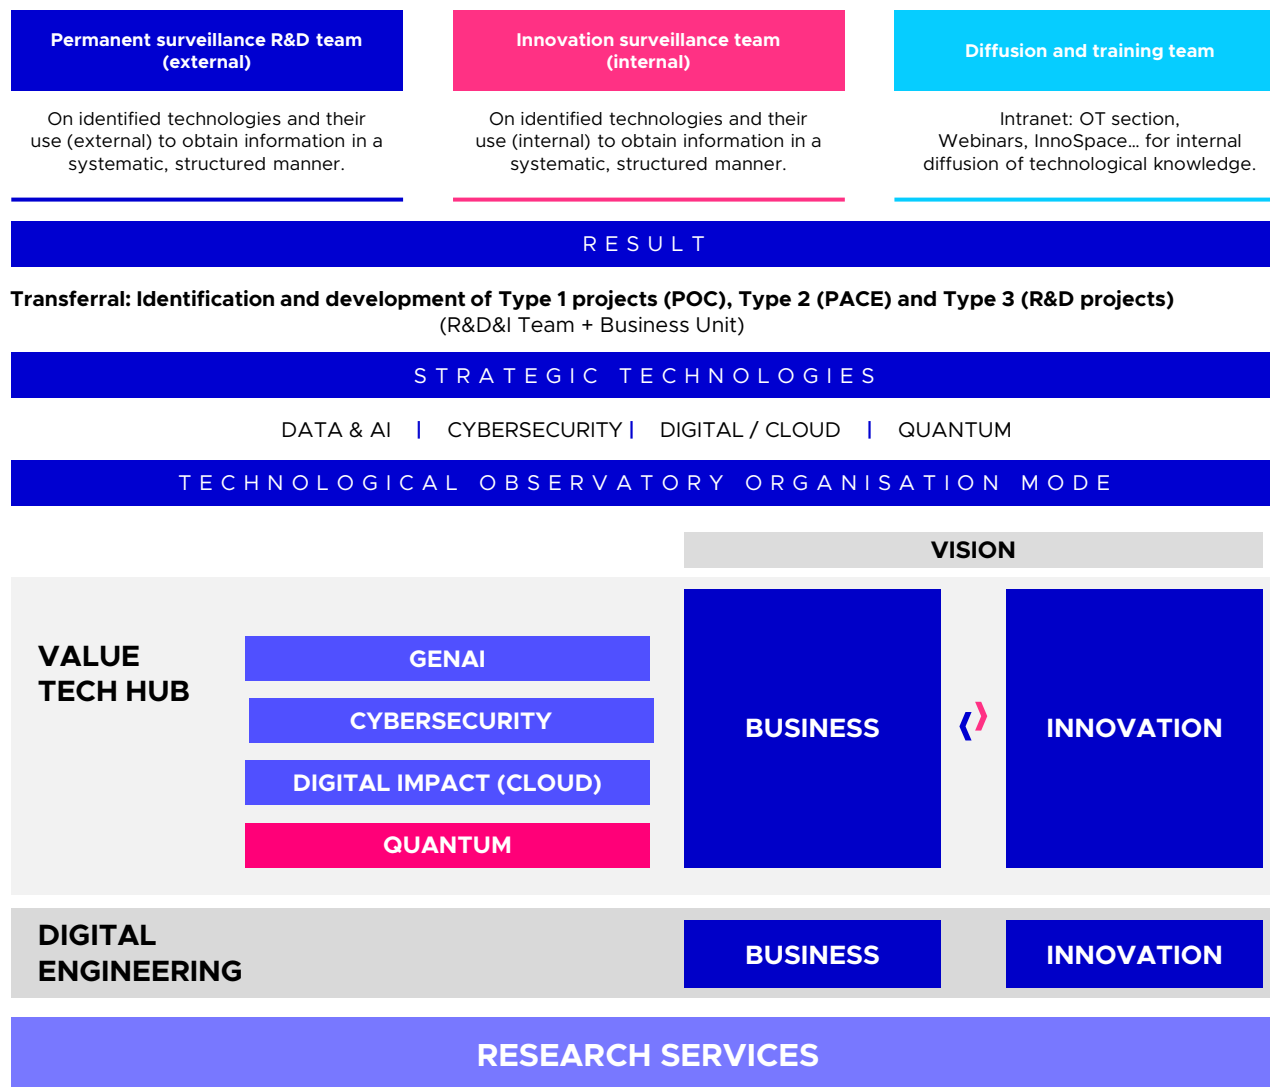 Permanent surveillance R&D team
(external)
On identified technologies and their
use (external) to obtain information in a
systematic, structured manner.
Innovation surveillance team
(internal)
On identified technologies and their
use (internal) to obtain information in a
systematic, structured manner.
Diffusion and training team
Intranet: OT section,
Webinars, InnoSpace... for internal
diffusion of technological knowledge.
RESULT
Transferral: Identification and development of Type 1 projects (POC), Type 2 (PACE) and Type 3 (R&D projects)
(R&D&I Team + Business Unit)
STRATEGIC TECHNOLOGIES
DATA & AI | CYBERSECURITY | DIGITAL / CLOUD | QUANTUM
TECHNOLOGICAL OBSERVATORY ORGANISATION MODE
VISION
VALUE
TECH HUB
GENAI
CYBERSECURITY
DIGITAL IMPACT (CLOUD)
QUANTUM
BUSINESS
INNOVATION
DIGITAL
ENGINEERING
BUSINESS
INNOVATION
RESEARCH SERVICES